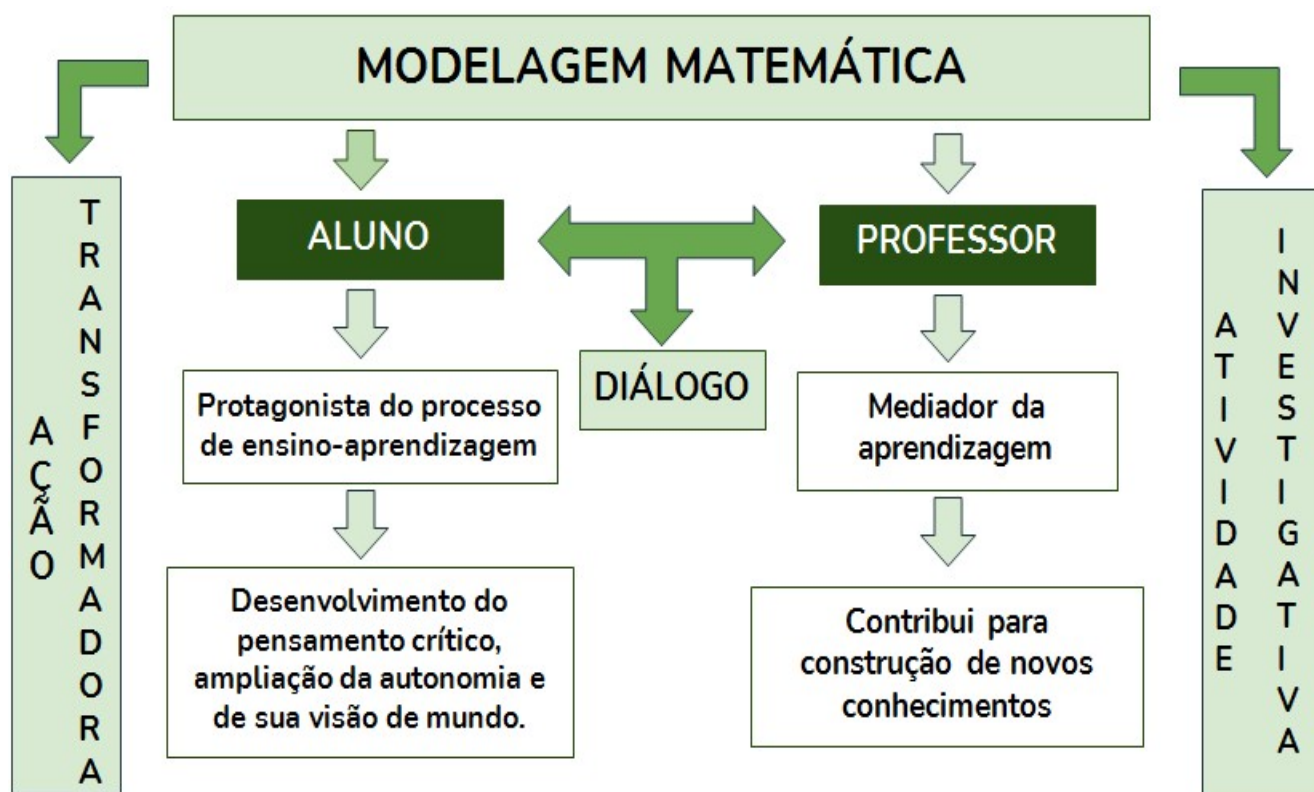 MODELAGEM MATEMÁTICA
AÇÃO
TRANSFORMADORA
ALUNO
PROFESSOR
DIÁLOGO
Protagonista do processo
de ensino-aprendizagem
Mediador da
aprendizagem
Desenvolvimento do
pensamento crítico,
ampliação da autonomia e
de sua visão de mundo.
Contribui para
construção de novos
conhecimentos
ATIVIDADE
INVESTIGATIVA